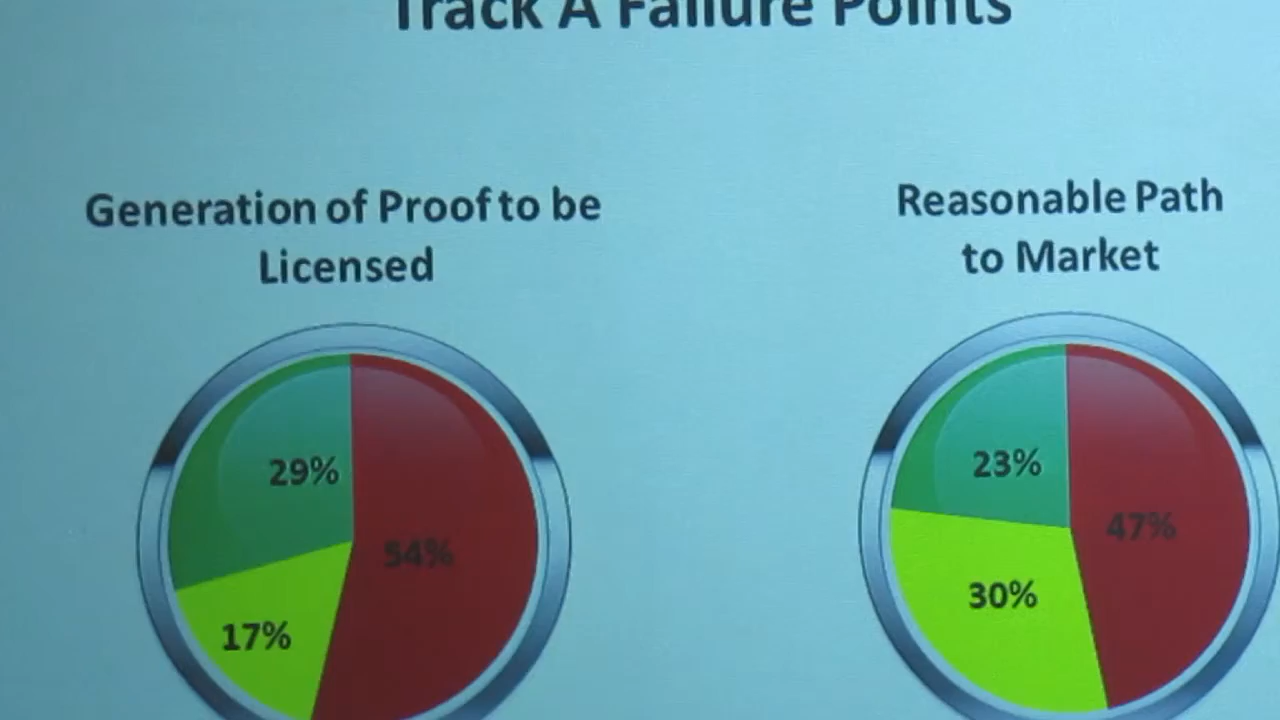 Track A Failure Points
Generation of Proof to be
Licensed
Reasonable Path
to Market
29%
54%
17%
23%
47%
30%